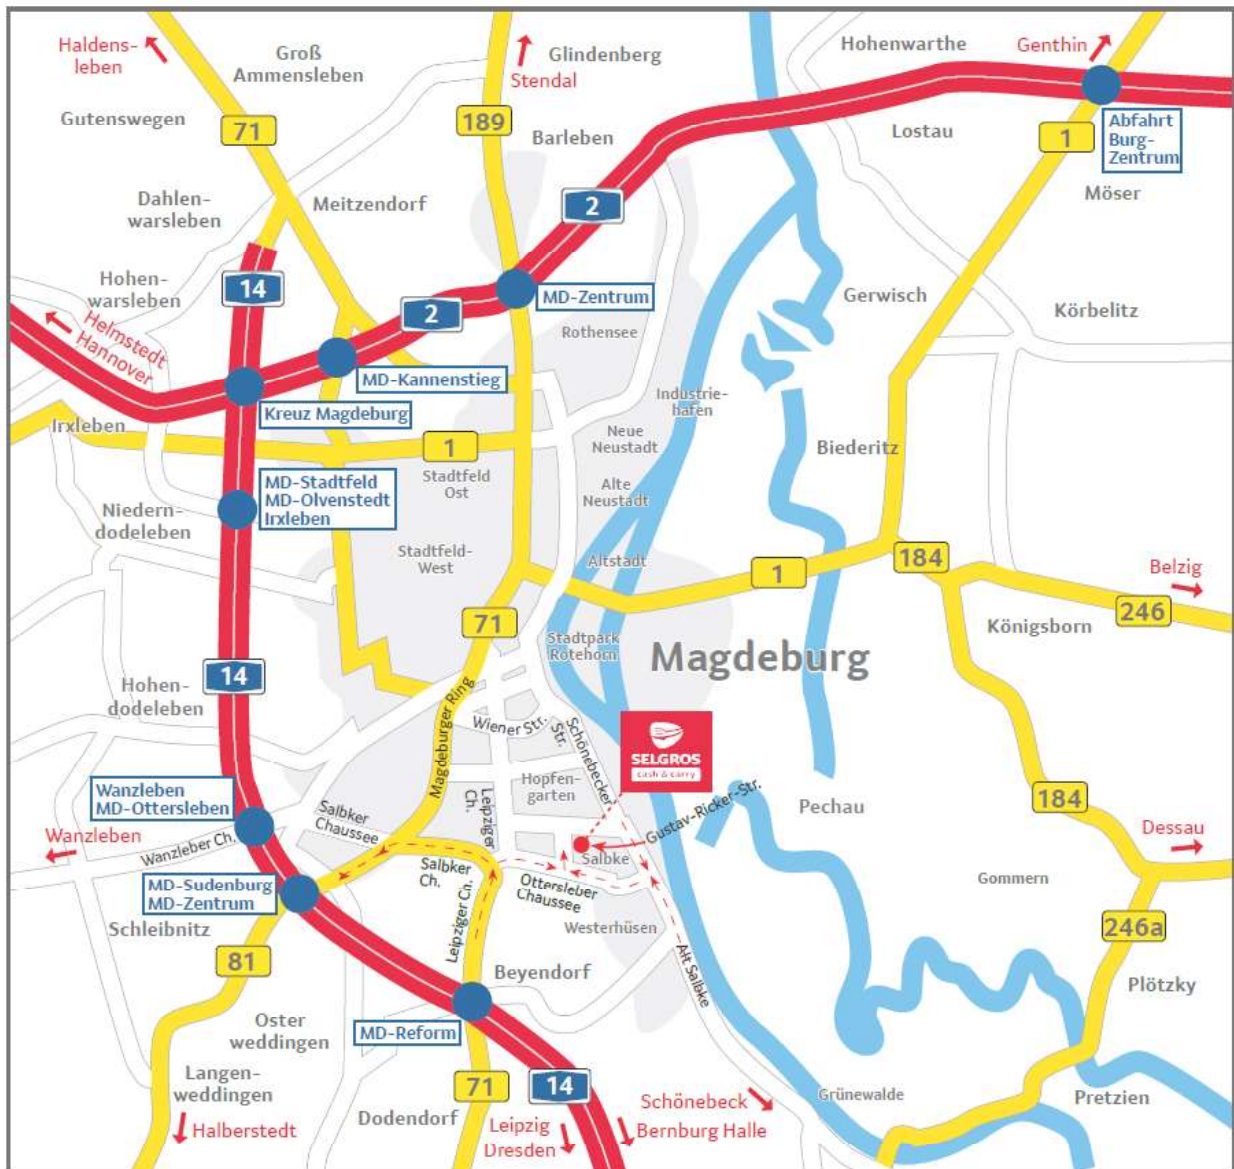 Haldens-
leben
Groß
Ammensleben
Stendal
Glindenberg
Hohenwarthe
Genthin
Gutenswegen
71
189
Barleben
Lostau
Abfahrt
Burg-
Zentrum
1
Möser
Dahlen-
warsleben
Meitzendorf
2
Hohen-
warsleben
14
2
MD-Zentrum
Gerwisch
Körbelitz
Helmstedt
Hannover
Rothensee
MD-Kannenstieg
Kreuz Magdeburg
Industrie-
hafen
Irxleben
1
Neue
Neustadt
Biederitz
MD-Stadtfeld
MD-Olvenstedt
Irxleben
Stadtfeld
Ost
Alte
Neustadt
Niedern-
dodeleben
Stadtfeld-
West
Altstadt
1
184
Belzig
246
71
Königsborn
Stadtpark
Rotehorn
Magdeburg
14
Hohen-
dodeleben
Magdeburger Ring
Wiener Str.
Str.
Schönebecker
SELGROS
cash & carry
Wanzleben
MD-Ottersleben
Hopfen-
garten
Gustav-Ricker-Str.
Pechau
184
Salbker
Chaussee
Leipziger
Ch.
Wanzleben
Wanzleber Ch.
Dessau
Salbke
Salbker
Ch.
Ottersleber
Chaussee
Gommern
MD-Sudenburg
MD-Zentrum
Leipziger Ch.
Schleibnitz
Westerhüsen
246a
81
Beyendorf
Alt Salbke
Plötzky
Oster
weddingen
MD-Reform
Langen-
weddingen
71
14
Schönebeck
Grünewalde
Pretzien
Halberstedt
Dodendorf
Leipzig
Dresden
Bernburg Halle